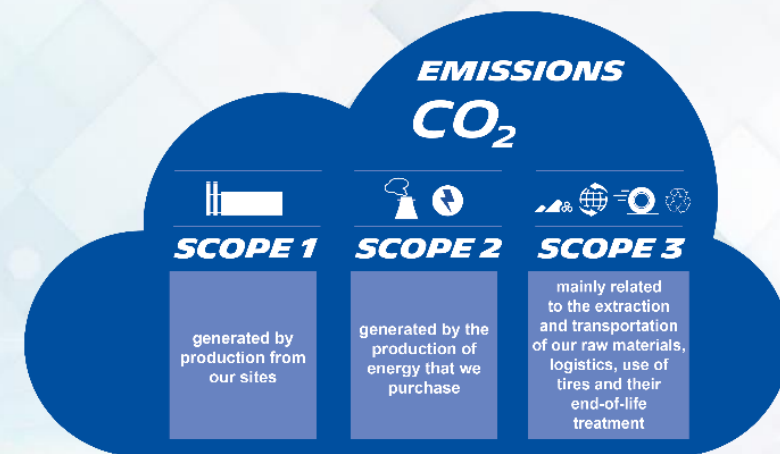 EMISSIONS
CO₂
SCOPE 1
generated by
production from
our sites
SCOPE 2
generated by the
production of
energy that we
purchase
SCOPE 3
mainly related
to the extraction
and transportation
of our raw materials,
logistics, use of
tires and their
end-of-life
treatment